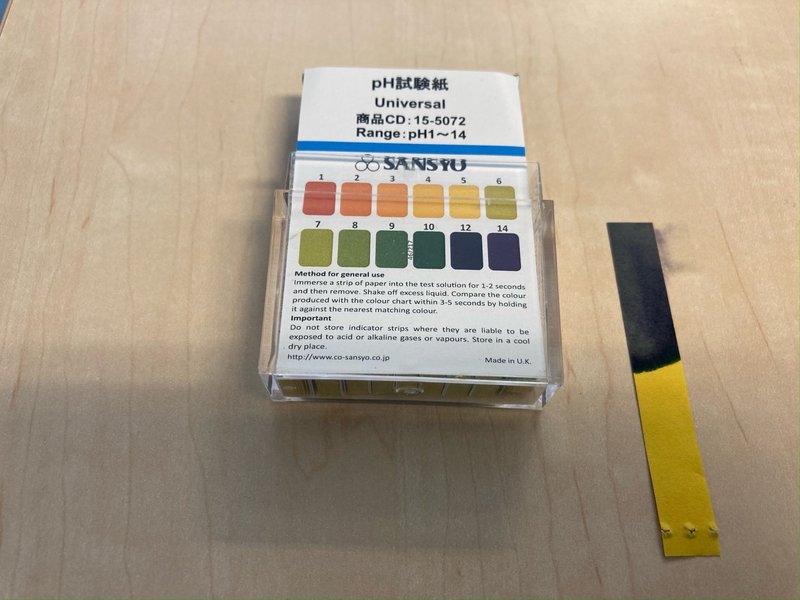 pH試験紙
Universal
商品CD：15-5072
Range：pH1～14
SANSYO
1 2 3 4 5 6
7 8 9 10 12 14
Method for general use
Immerse a strip of paper into the test solution for 1-2 seconds
and then remove. Shake off excess liquid. Compare the colour
produced with the colour chart within 3-5 seconds by holding
it against the nearest matching colour.
Important
Do not store indicator strips where they are liable to be
exposed to acid or alkaline gases or vapours. Store in a cool
dry place.
http://www.co-sansyo.co.jp
Made in U.K.